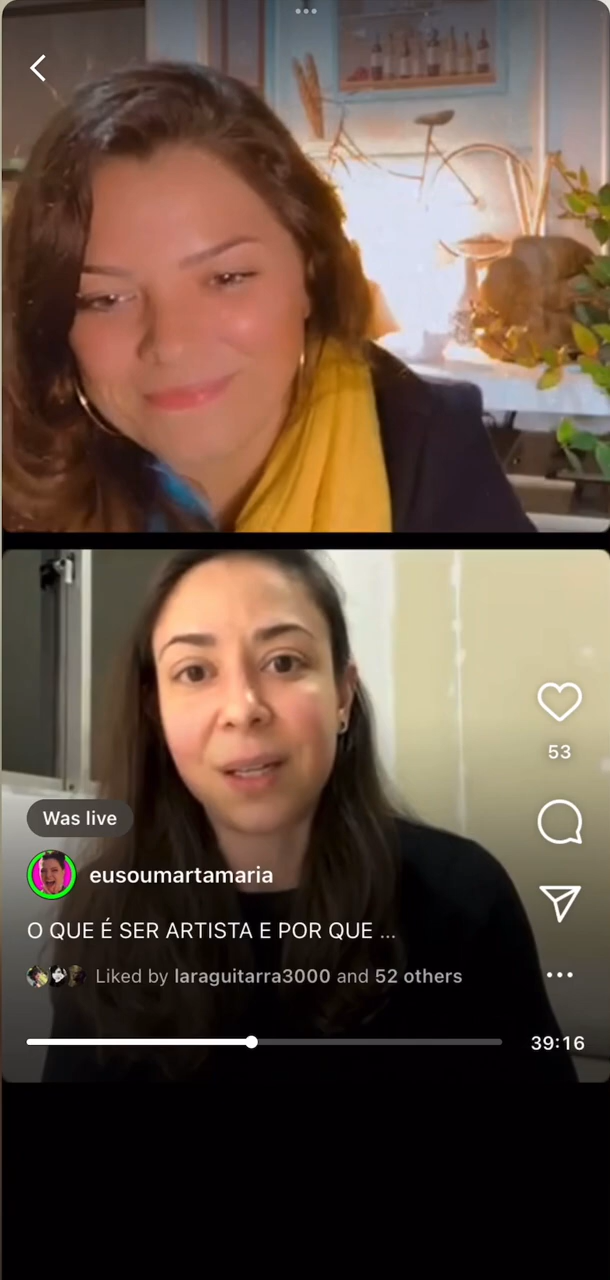 Was live
eusoumartamaria
O QUE É SER ARTISTA E POR QUE ...
Liked by laraguitarra3000 and 52 others
53
39:16